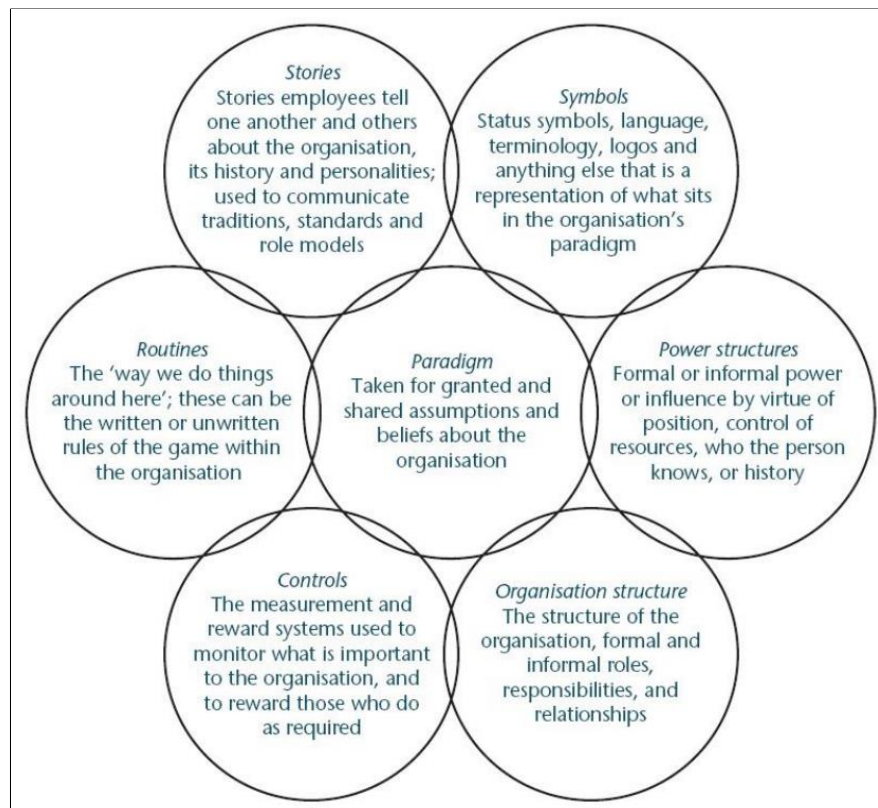 Stories
Stories employees tell
one another and others
about the organisation,
its history and personalities;
used to communicate
traditions, standards and
role models
Symbols
Status symbols, language,
terminology, logos and
anything else that is a
representation of what sits
in the organisation's
paradigm
Routines
The 'way we do things
around here'; these can be
the written or unwritten
rules of the game within
the organisation
Paradigm
Taken for granted and
shared assumptions and
beliefs about the
organisation
Power structures
Formal or informal power
or influence by virtue of
position, control of
resources, who the person
knows, or history
Controls
The measurement and
reward systems used to
monitor what is important
to the organisation, and
to reward those who do
as required
Organisation structure
The structure of the
organisation, formal and
informal roles,
responsibilities, and
relationships